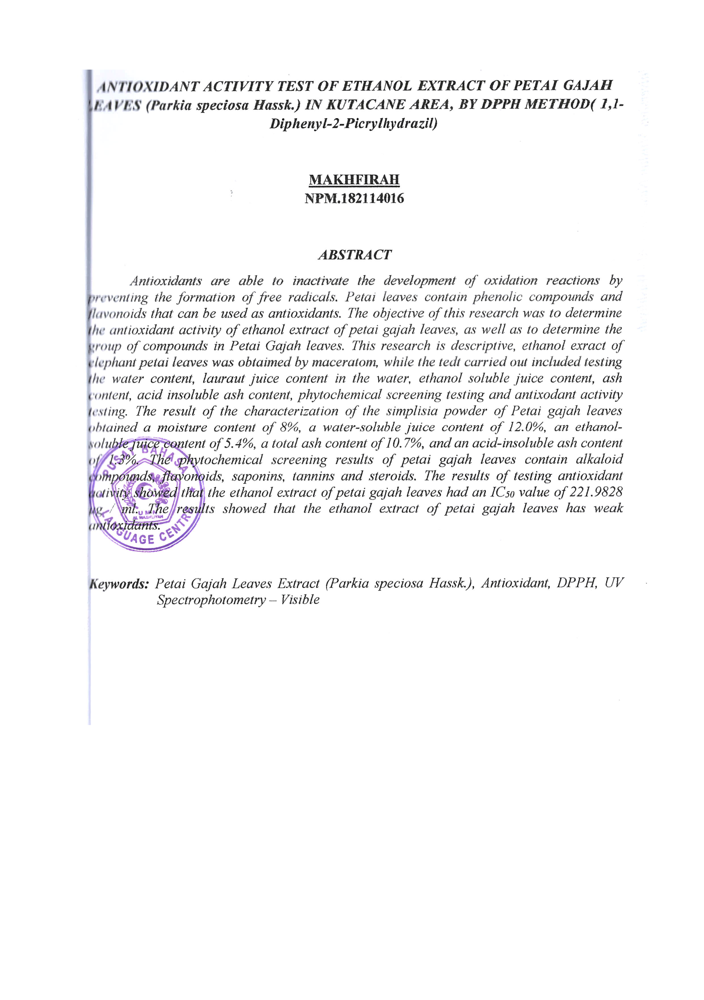 ANTIOXIDANT ACTIVITY TEST OF ETHANOL EXTRACT OF PETAI GAJAH
LEAVES (Parkia speciosa Hassk.) IN KUTACANE AREA, BY DPPH METHOD( 1,1-
Diphenyl-2-Picrylhydrazil)
MAKHFIRAH
NPM.182114016
ABSTRACT
Antioxidants are able to inactivate the development of oxidation reactions by
preventing the formation of free radicals. Petai leaves contain phenolic compounds and
flavonoids that can be used as antioxidants. The objective of this research was to determine
the antioxidant activity of ethanol extract of petai gajah leaves, as well as to determine the
group of compounds in Petai Gajah leaves. This research is descriptive, ethanol exract of
elephant petai leaves was obtaimed by maceratom, while the tedt carried out included testing
the water content, lauraut juice content in the water, ethanol soluble juice content, ash
content, acid insoluble ash content, phytochemical screening testing and antixodant activity
testing. The result of the characterization of the simplisia powder of Petai gajah leaves
obtained a moisture content of 8%, a water-soluble juice content of 12.0%, an ethanol-
soluble juice content of 5.4%, a total ash content of 10.7%, and an acid-insoluble ash content
of 1.3%. The phytochemical screening results of petai gajah leaves contain alkaloid
compounds, flavonoids, saponins, tannins and steroids. The results of testing antioxidant
activity showed that the ethanol extract of petai gajah leaves had an IC50 value of 221.9828
µg / ml. The results showed that the ethanol extract of petai gajah leaves has weak
antioxidants.
PUSAT BAHASA
UMN
AL WASHLIYAH
LANGUAGE CENTRE
Keywords: Petai Gajah Leaves Extract (Parkia speciosa Hassk.), Antioxidant, DPPH, UV
Spectrophotometry – Visible